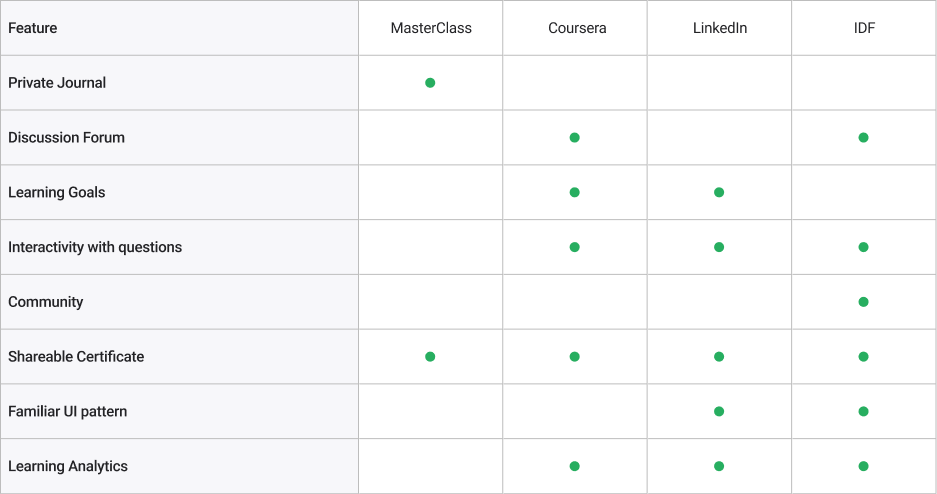 Feature MasterClass Coursera LinkedIn IDF
Private Journal
Discussion Forum
Learning Goals
Interactivity with questions
Community
Shareable Certificate
Familiar UI pattern
Learning Analytics